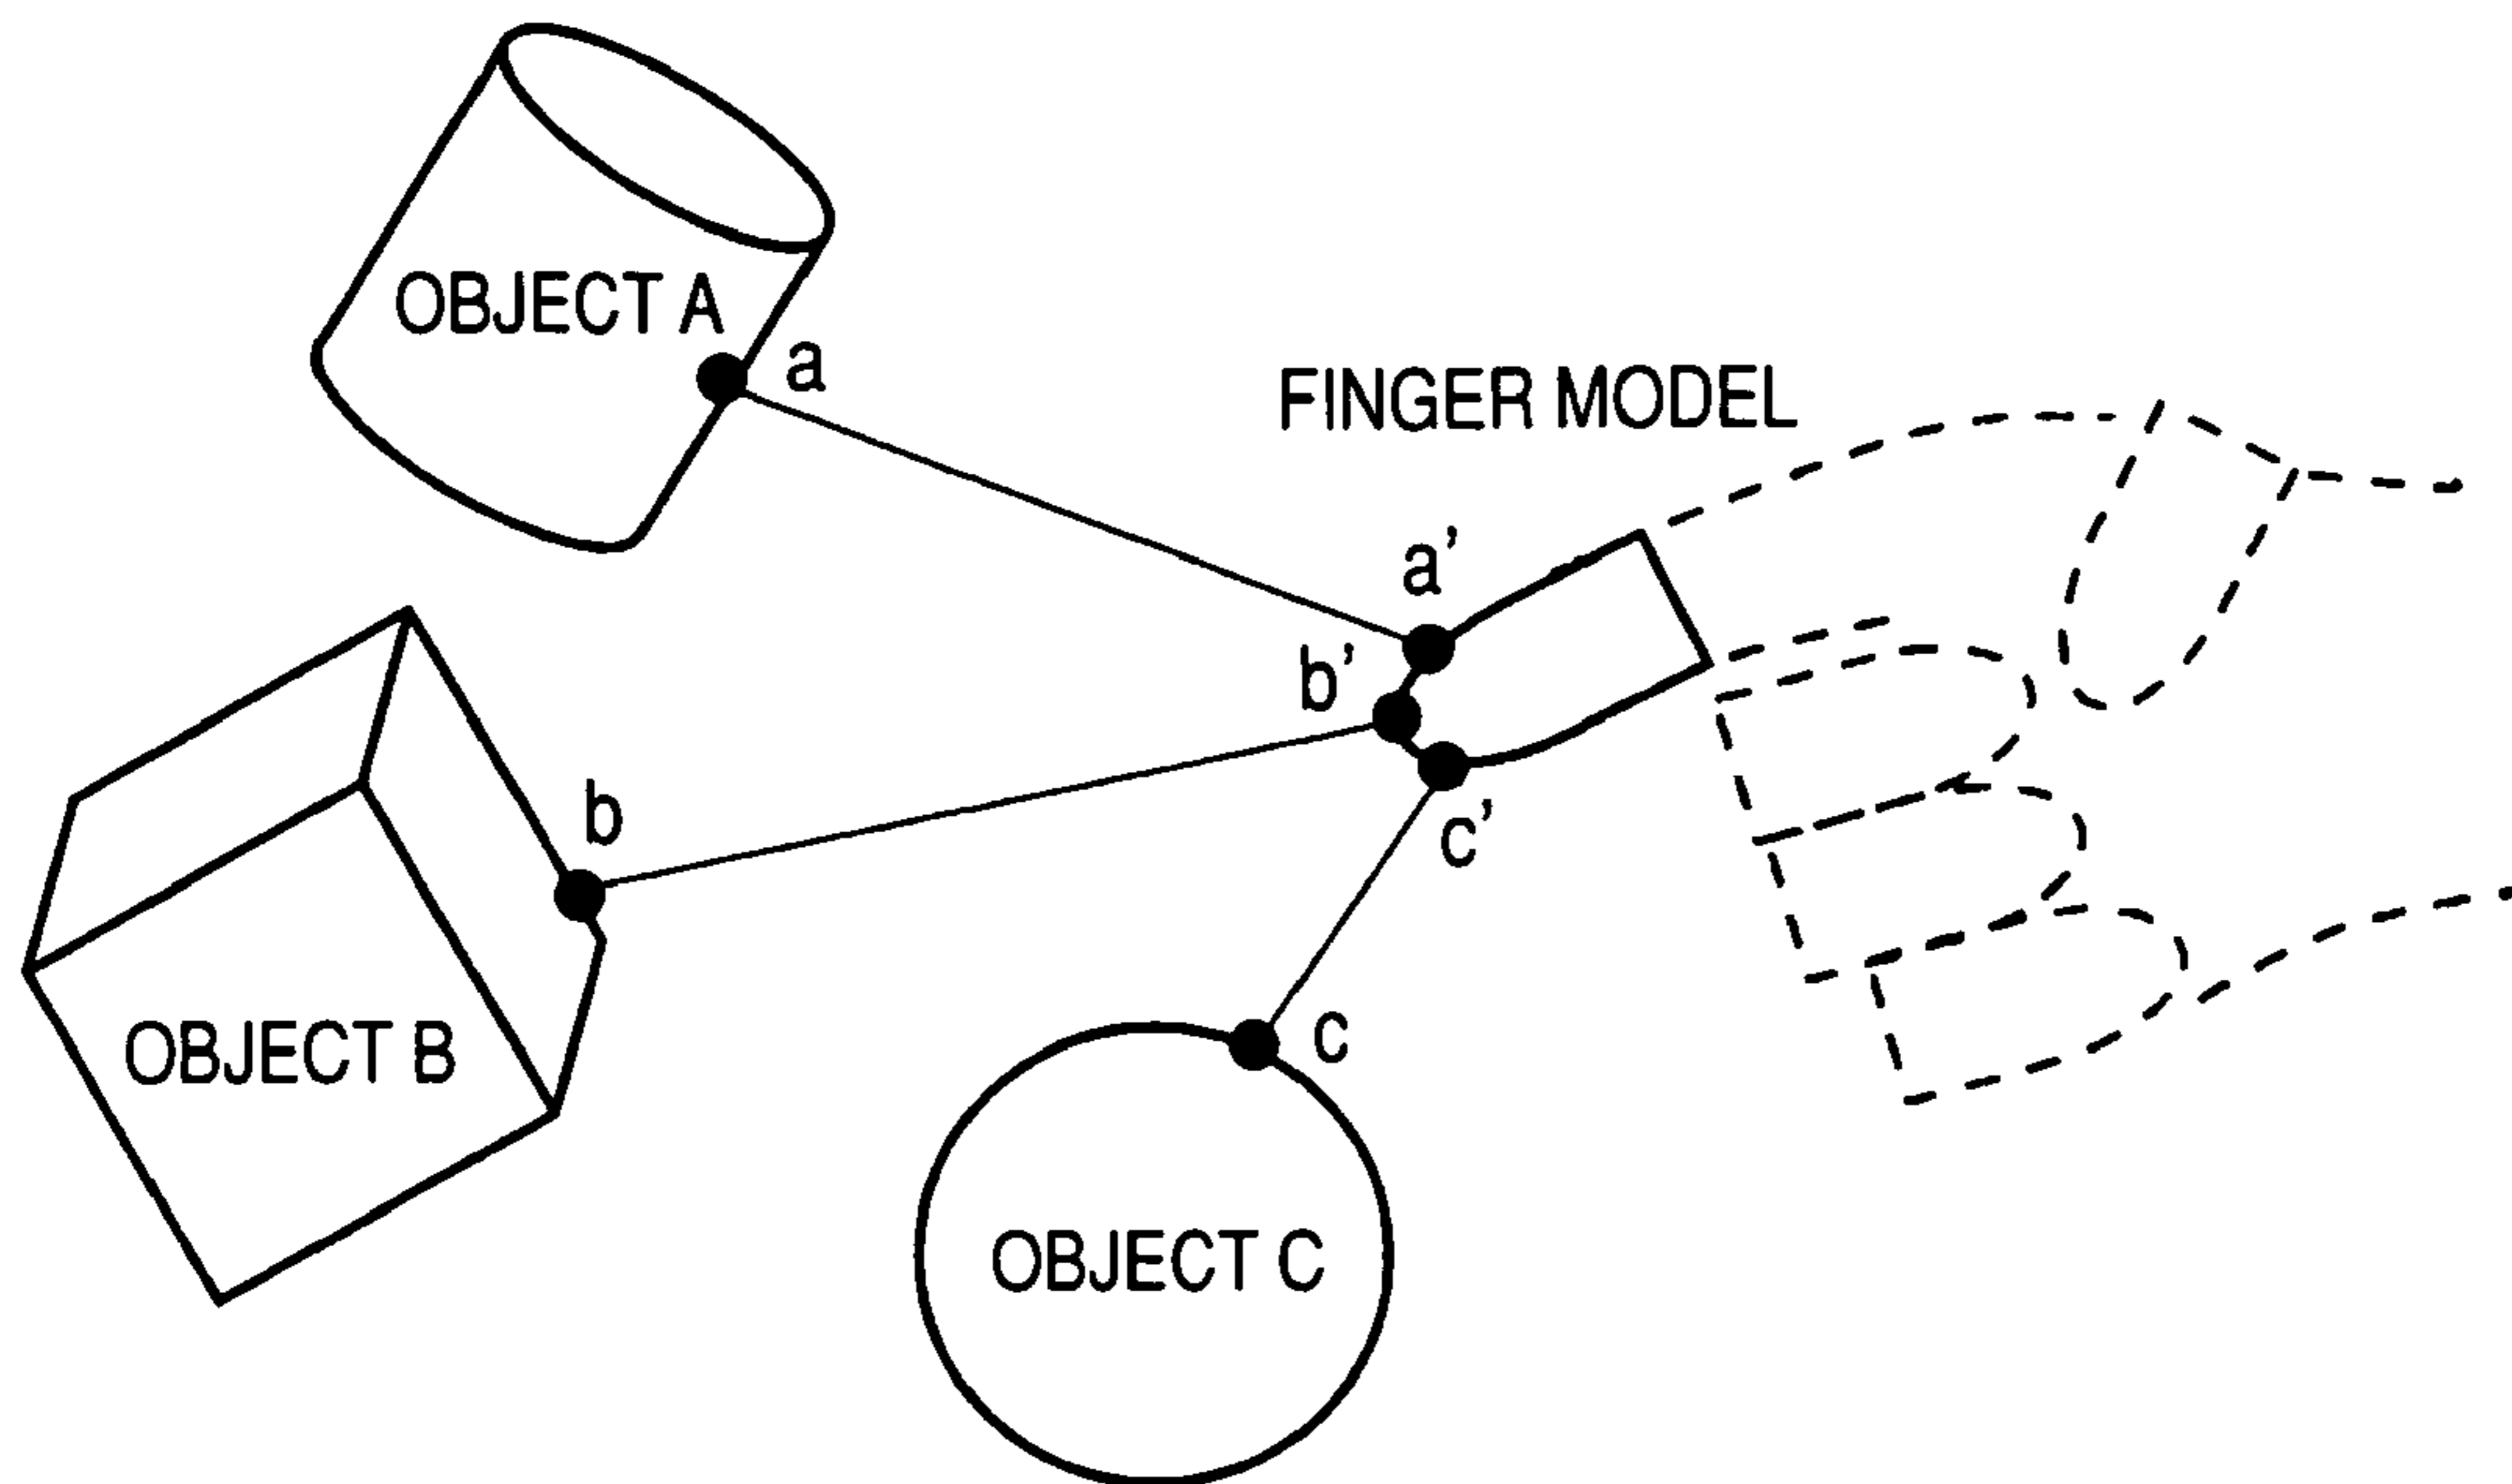 OBJECT A
a
FINGER MODEL
a'
b'
b
c'
c
OBJECT B
OBJECT C